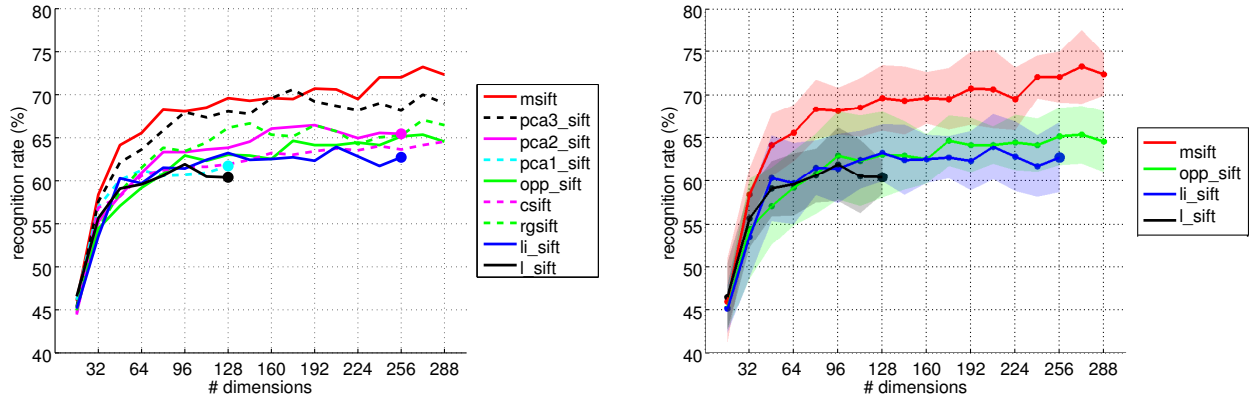 80
75
70
65
60
55
50
45
40
recognition rate (%)
32 64 96 128 160 192 224 256 288
# dimensions
msift
pca3_sift
pca2_sift
pca1_sift
opp_sift
csift
rgsift
li_sift
l_sift
80
75
70
65
60
55
50
45
40
recognition rate (%)
32 64 96 128 160 192 224 256 288
# dimensions
msift
opp_sift
li_sift
l_sift